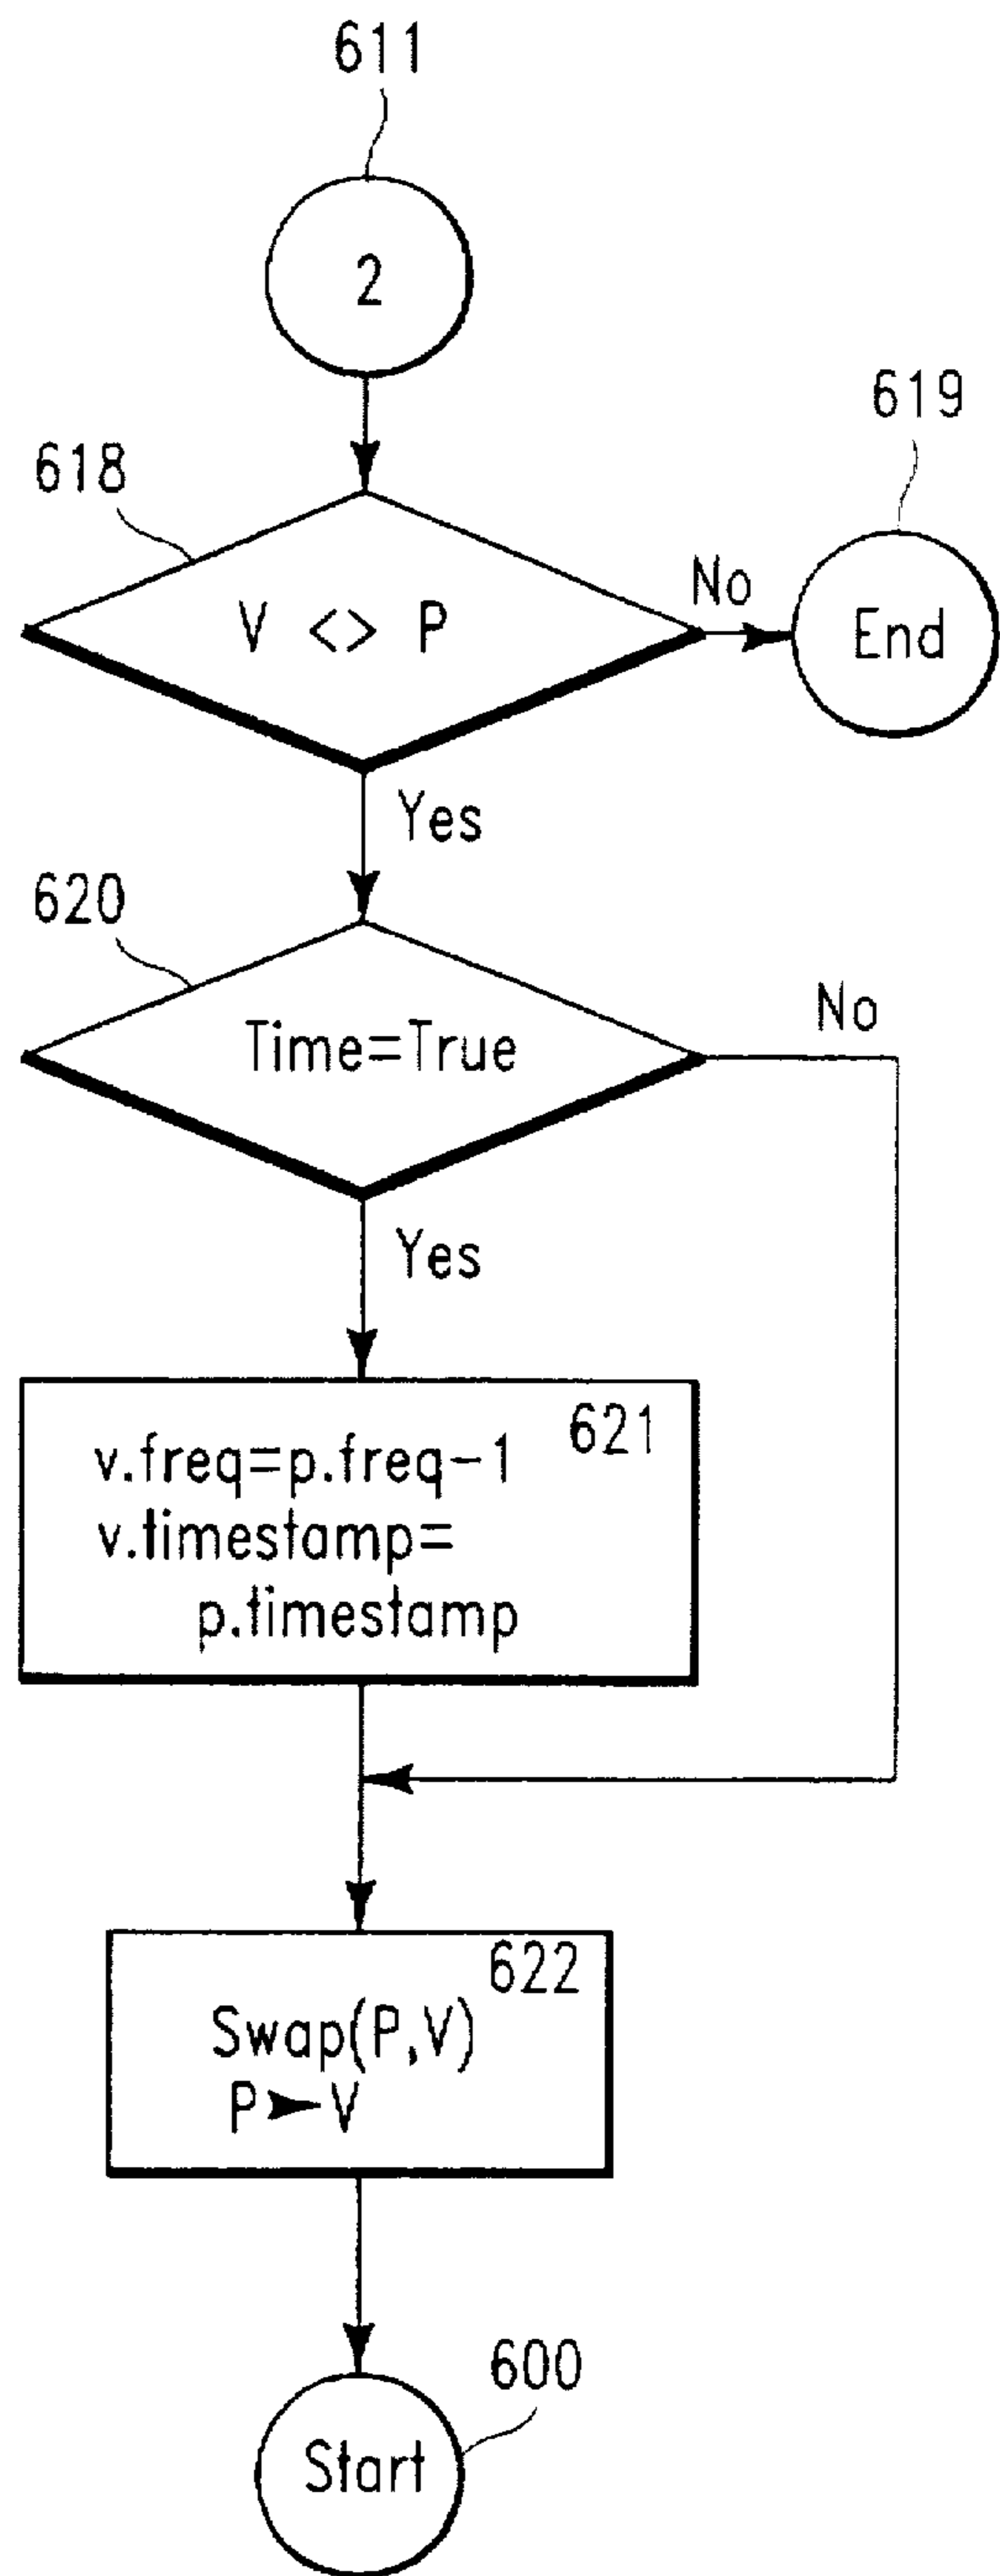 611
2
619
618
V <> P
No
End
Yes
620
Time=True
No
Yes
621
v.freq=p.freq-1
v.timestamp=
p.timestamp
622
Swap(P,V)
P➤V
600
Start